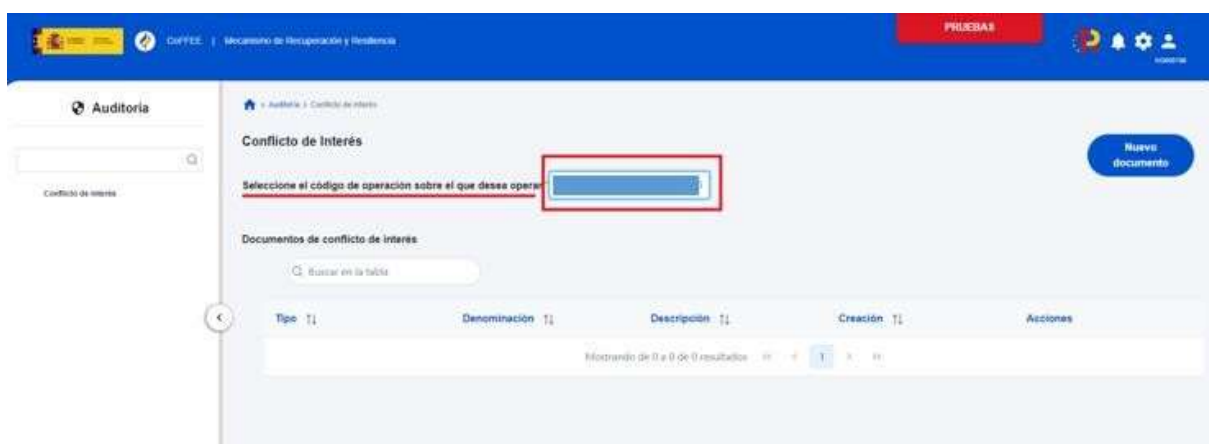 CoFFEE | Mecanismo de Recuperación y Resiliencia
PRUEBAS
Auditoría
> Auditoría > Conflicto de interés
Conflicto de Interés
Nuevo
documento
Seleccione el código de operación sobre el que desea operar
Conflicto de interés
Documentos de conflicto de interés
Buscar en la tabla
Tipo
Denominación
Descripción
Creación
Acciones
Mostrando de 0 a 0 de 0 resultados
1